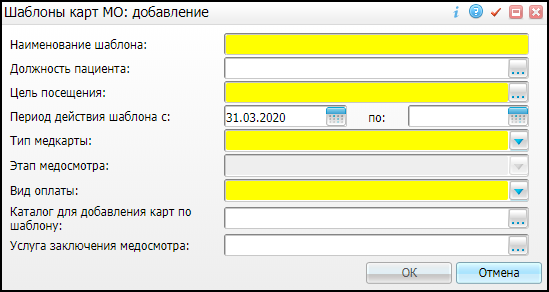 Шаблоны карт МО: добавление
Наименование шаблона:
Должность пациента:
Цель посещения:
Период действия шаблона с: 31.03.2020 по:
Тип медкарты:
Этап медосмотра:
Вид оплаты:
Каталог для добавления карт по
шаблону:
Услуга заключения медосмотра:
ОК Отмена